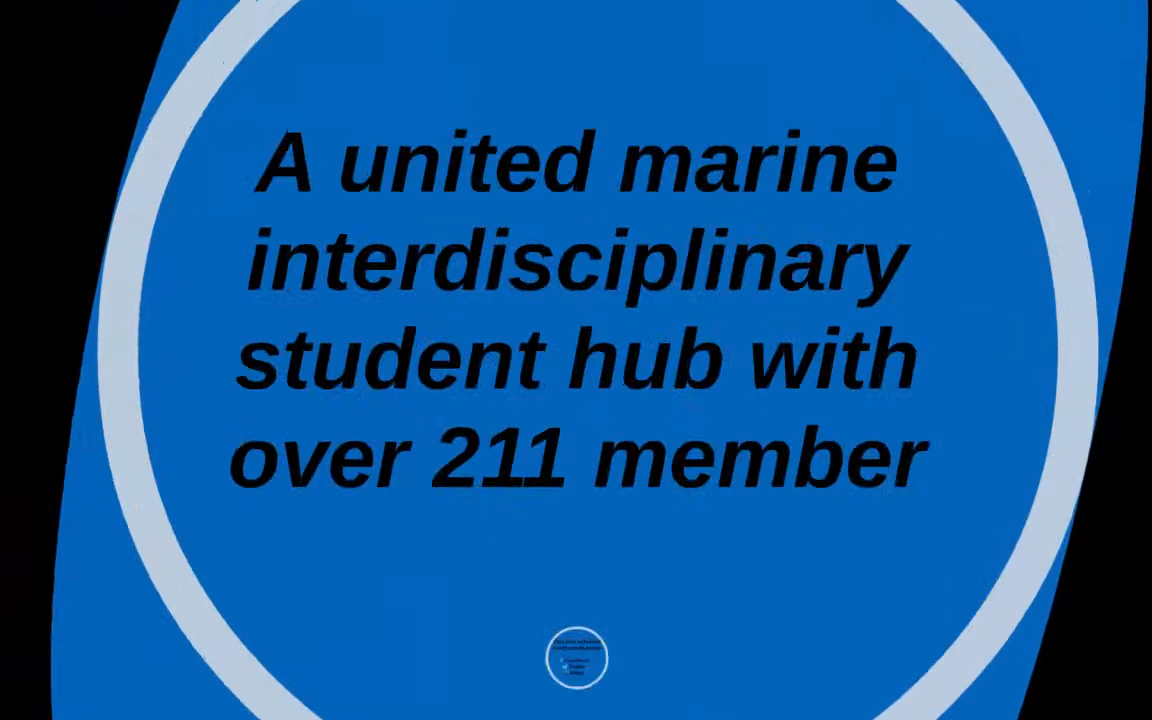 A united marine
interdisciplinary
student hub with
over 211 member